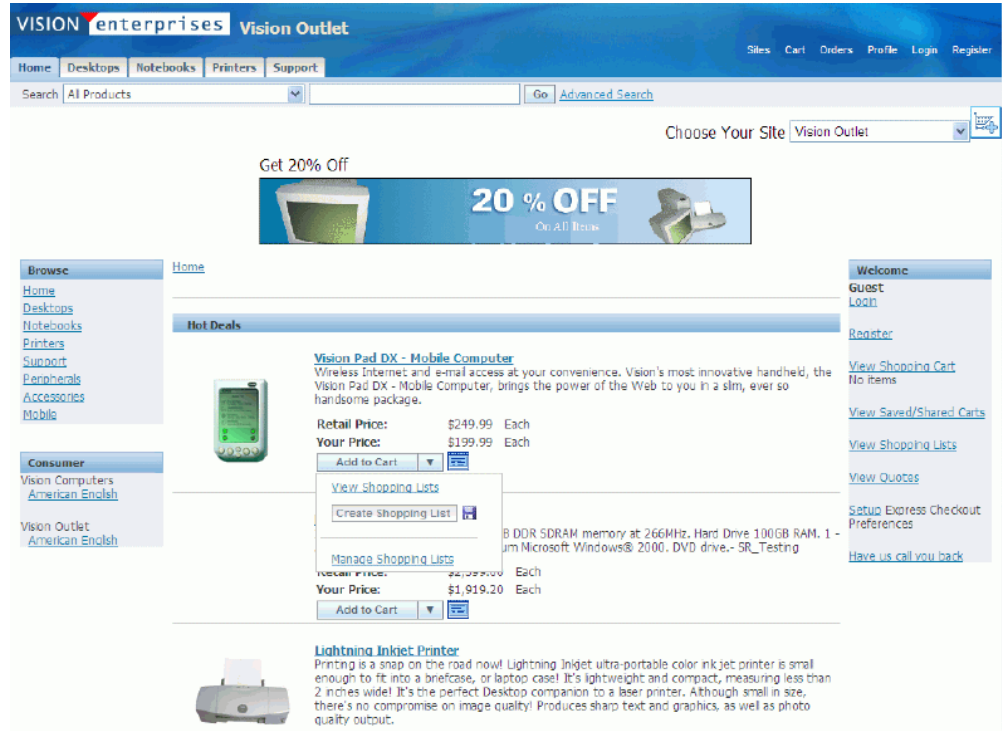 VISION enterprises Vision Outlet
Sites Cart Orders Profile Login Register
Home Desktops Notebooks Printers Support
Search All Products Go Advanced Search
Choose Your Site Vision Outlet
Get 20% Off
20 % OFF
On All Items
Browse
Home
Desktops
Notebooks
Printers
Support
Peripherals
Accessories
Mobile
Consumer
Vision Computers
American English
Vision Outlet
American English
Home
Hot Deals
Vision Pad DX - Mobile Computer
Wireless Internet and e-mail access at your convenience. Vision's most innovative handheld, the
Vision Pad DX - Mobile Computer, brings the power of the Web to you in a slim, ever so
handsome package.
Retail Price: $249.99 Each
Your Price: $199.99 Each
Add to Cart
View Shopping Lists
Create Shopping List
Manage Shopping Lists
B DDR SDRAM memory at 266MHz. Hard Drive 100GB RAM. 1 -
um Microsoft Windows® 2000. DVD drive.- SR_Testing
Retail Price: Each
Your Price: $1,919.20 Each
Add to Cart
Lightning Inkjet Printer
Printing is a snap on the road now! Lightning Inkjet ultra-portable color ink jet printer is small
enough to fit into a briefcase, or laptop case! It's lightweight and compact, measuring less than
2 inches wide! It's the perfect Desktop companion to a laser printer. Although small in size,
there's no compromise on image quality! Produces sharp text and graphics, as well as photo
quality output.
Welcome
Guest
Login
Register
View Shopping Cart
No items
View Saved/Shared Carts
View Shopping Lists
View Quotes
Setup Express Checkout
Preferences
Have us call you back